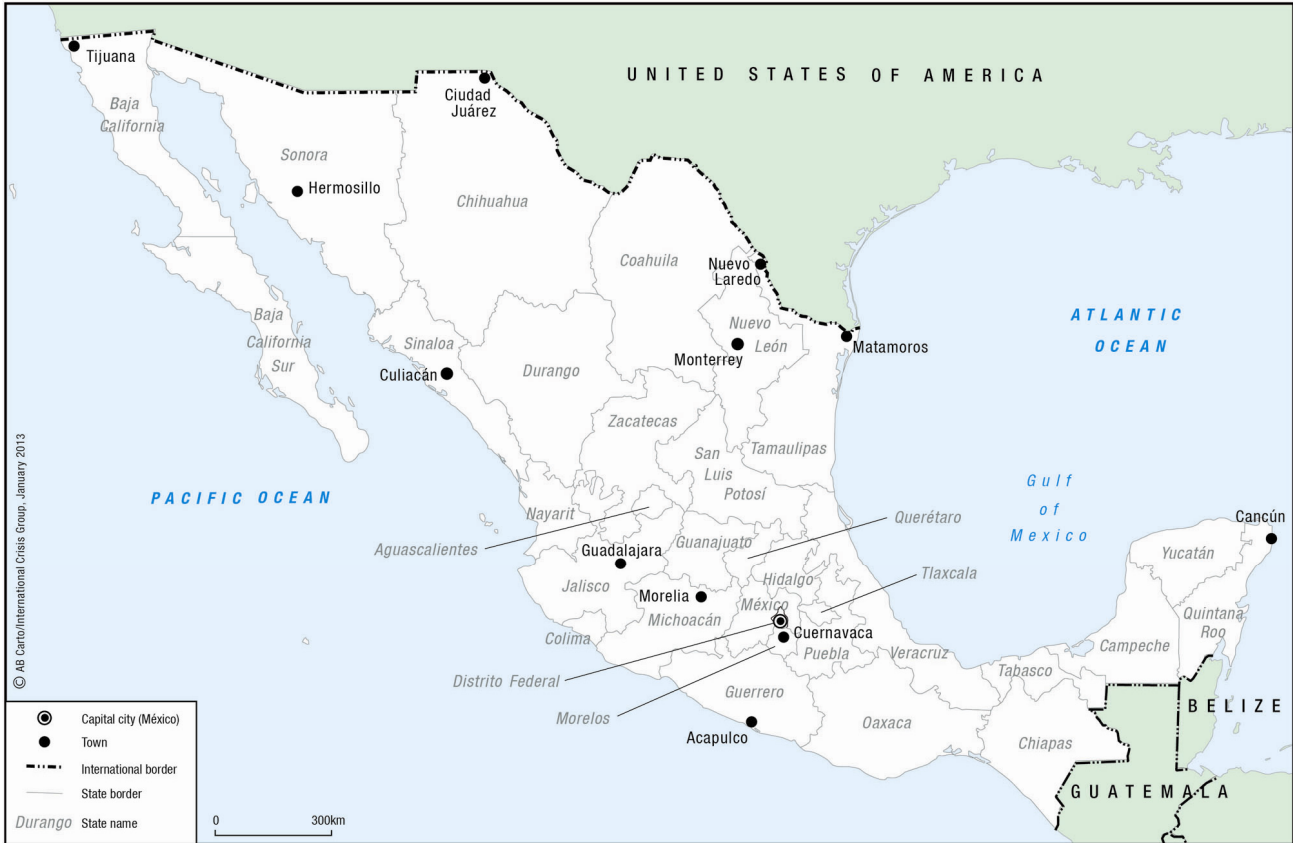 Tijuana
UNITED STATES OF AMERICA
Ciudad
Juárez
Baja
California
Sonora
Hermosillo
Chihuahua
Coahuila
Nuevo
Laredo
ATLANTIC
OCEAN
Baja
California
Sur
Nuevo
León
Sinaloa
Matamoros
Monterrey
Durango
Culiacán
Zacatecas
Tamaulipas
San
Luis
Potosí
© AB Carto/International Crisis Group, January 2013
PACIFIC OCEAN
Gulf
of
Mexico
Nayarit
Querétaro
Cancún
Aguascalientes
Guanajuato
Guadalajara
Yucatán
Hidalgo
Tlaxcala
Jalisco
Morelia
México
Michoacán
Quintana
Roo
Colima
Cuernavaca
Puebla
Veracruz
Campeche
Tabasco
Distrito Federal
Guerrero
Morelos
Oaxaca
BELIZE
Acapulco
Chiapas
GUATEMALA
Capital city (México)
Town
International border
State border
Durango State name
0 300km